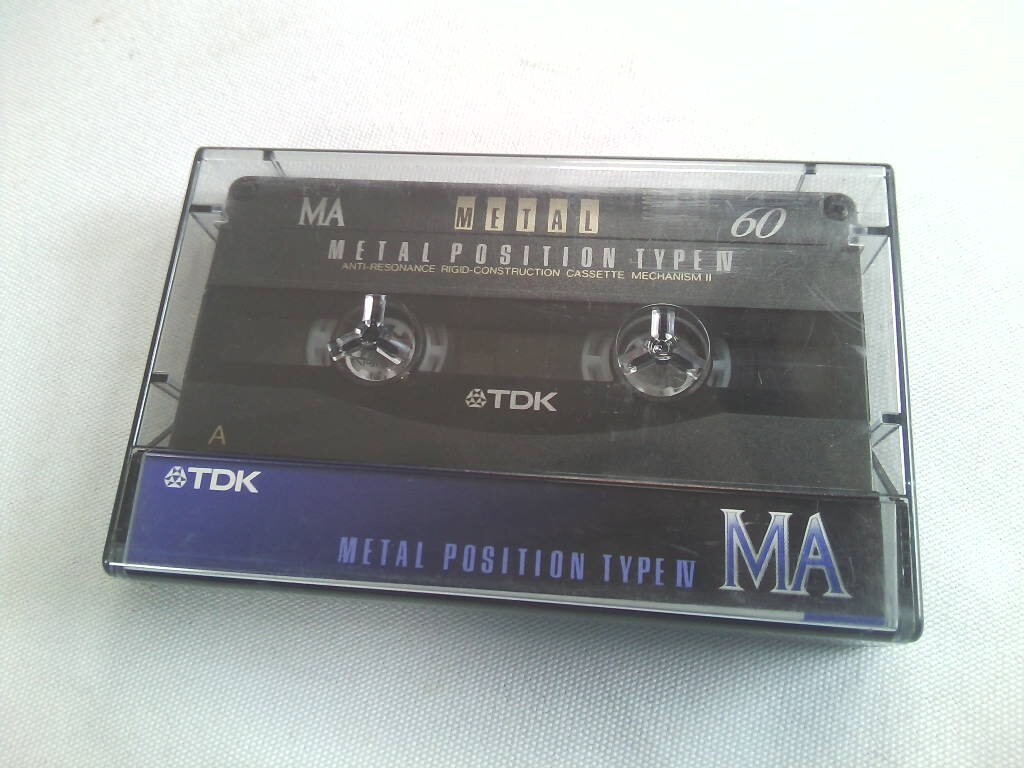 MA METAL 60
METAL POSITION TYPE IV
ANTI-RESONANCE RIGID-CONSTRUCTION CASSETTE MECHANISM II
TDK
A
TDK
METAL POSITION TYPE IV MA